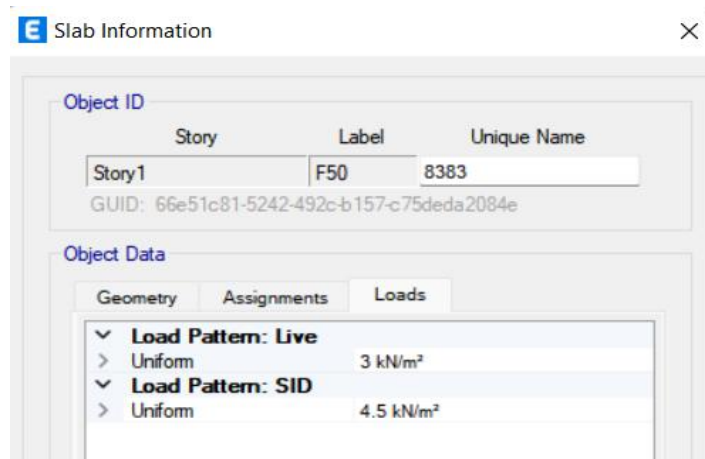 E Slab Information
Object ID
Story Label Unique Name
Story1 F50 8383
GUID: 66e51c81-5242-492c-b157-c75deda2084e
Object Data
Geometry Assignments Loads
Load Pattern: Live
Uniform 3 kN/m²
Load Pattern: SID
Uniform 4.5 kN/m²